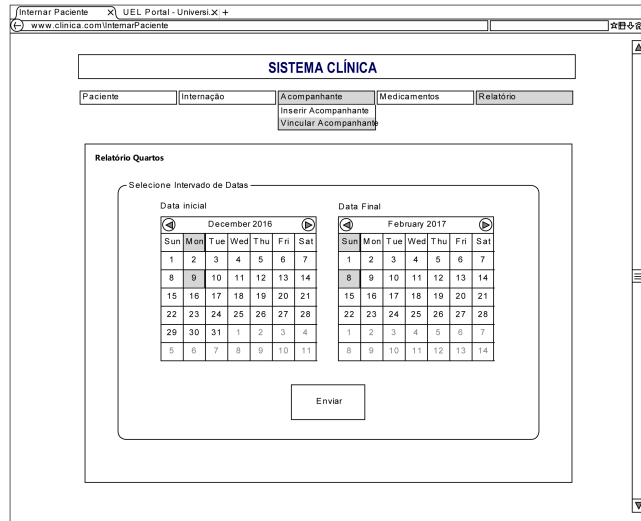 Internar Paciente X UEL Portal - Universi.X +
www.clinica.com\InternarPaciente
SISTEMA CLÍNICA
Paciente Internação Acompanhante Medicamentos Relatório
Inserir Acompanhante
Vincular Acompanhante
Relatório Quartos
Selecione Intervado de Datas
Data inicial Data Final
December 2016 February 2017
Sun Mon Tue Wed Thu Fri Sat Sun Mon Tue Wed Thu Fri Sat
1 2 3 4 5 6 7 1 2 3 4 5 6 7
8 9 10 11 12 13 14 8 9 10 11 12 13 14
15 16 17 18 19 20 21 15 16 17 18 19 20 21
22 23 24 25 26 27 28 22 23 24 25 26 27 28
29 30 31 1 2 3 4 1 2 3 4 5 6 7
5 6 7 8 9 10 11 8 9 10 11 12 13 14
Enviar